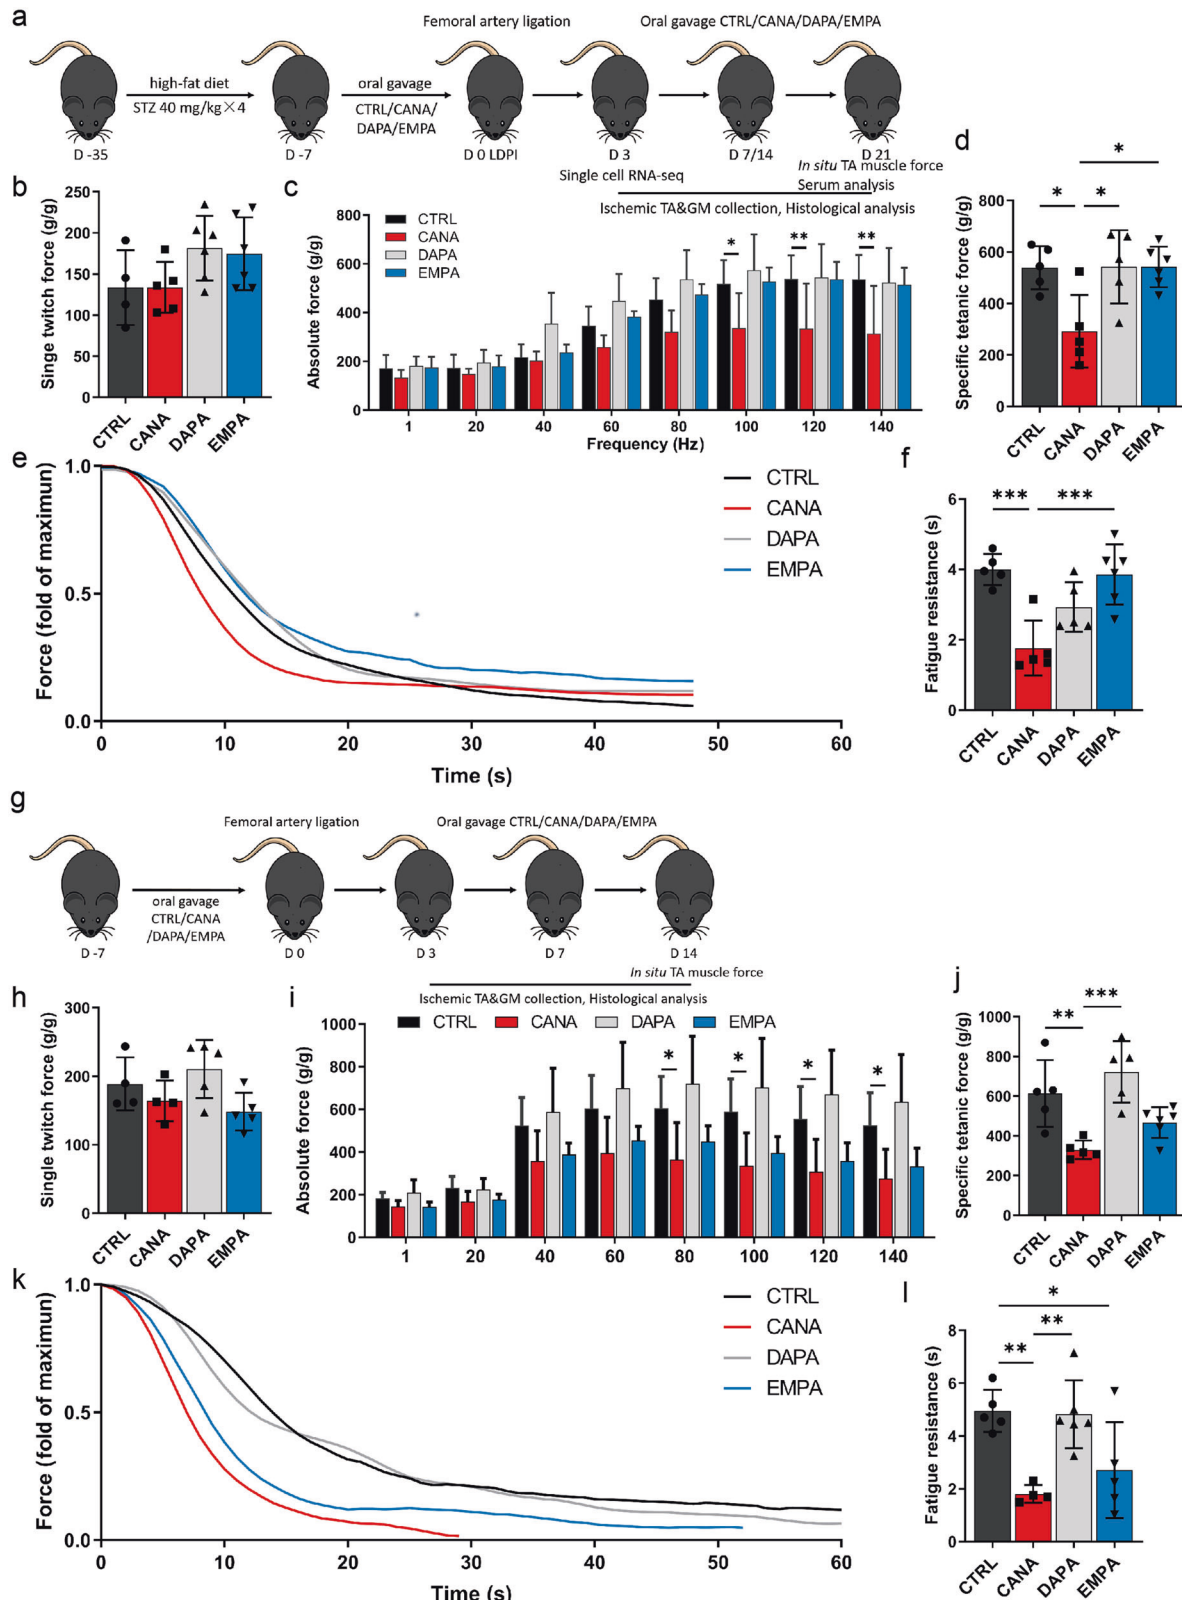 a
Femoral artery ligation
Oral gavage CTRL/CANA/DAPA/EMPA
high-fat diet
STZ 40 mg/kg×4
oral gavage
CTRL/CANA/
DAPA/EMPA
D -35
D -7
D 0 LDPI
D 3
D 7/14
D 21
Single cell RNA-seq
In situ TA muscle force
Serum analysis
Ischemic TA&GM collection, Histological analysis
b
Singe twitch force (g/g)
250
200
150
100
50
0
CTRL
CANA
DAPA
EMPA
c
Absolute force (g/g)
800
600
400
200
0
CTRL
CANA
DAPA
EMPA
*
**
**
1
20
40
60
80
100
120
140
Frequency (Hz)
d
Specific tetanic force (g/g)
800
600
400
200
0
*
*
*
CTRL
CANA
DAPA
EMPA
e
Force (fold of maximun)
1.0
0.5
0.0
CTRL
CANA
DAPA
EMPA
*
0
10
20
30
40
50
60
Time (s)
f
Fatigue resistance (s)
6
4
2
0
***
***
CTRL
CANA
DAPA
EMPA
g
Femoral artery ligation
Oral gavage CTRL/CANA/DAPA/EMPA
oral gavage
CTRL/CANA
/DAPA/EMPA
D -7
D 0
D 3
D 7
D 14
In situ TA muscle force
Ischemic TA&GM collection, Histological analysis
h
Single twitch force (g/g)
300
200
100
0
CTRL
CANA
DAPA
EMPA
i
Absolute force (g/g)
1000
800
600
400
200
0
CTRL
CANA
DAPA
EMPA
*
*
*
*
1
20
40
60
80
100
120
140
j
Specific tetanic force (g/g)
1000
800
600
400
200
0
**
***
CTRL
CANA
DAPA
EMPA
k
Force (fold of maximun)
1.0
0.5
0.0
CTRL
CANA
DAPA
EMPA
0
10
20
30
40
50
60
Time (s)
l
Fatigue resistance (s)
8
6
4
2
0
*
**
**
CTRL
CANA
DAPA
EMPA